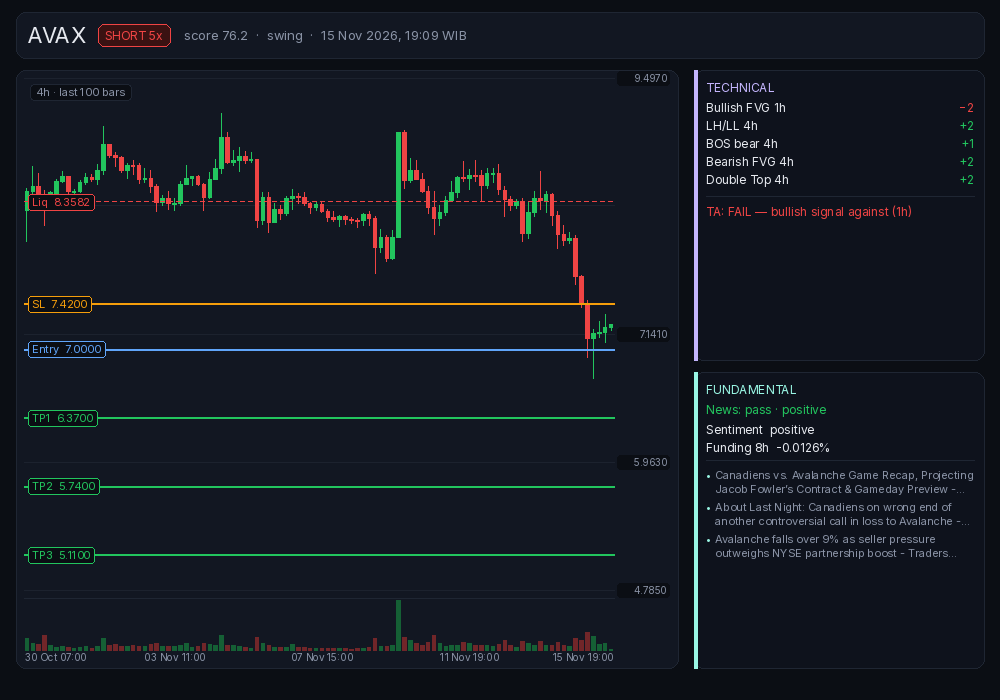 AVAX SHORT 5x score 76.2 · swing · 15 Nov 2026, 19:09 WIB
4h · last 100 bars
9.4970
Liq 8.3582
SL 7.4200
7.1410
Entry 7.0000
TP1 6.3700
5.9630
TP2 5.7400
TP3 5.1100
4.7850
30 Oct 07:00 03 Nov 11:00 07 Nov 15:00 11 Nov 19:00 15 Nov 19:00
TECHNICAL
Bullish FVG 1h −2
LH/LL 4h +2
BOS bear 4h +1
Bearish FVG 4h +2
Double Top 4h +2
TA: FAIL — bullish signal against (1h)
FUNDAMENTAL
News: pass · positive
Sentiment positive
Funding 8h -0.0126%
• Canadiens vs. Avalanche Game Recap, Projecting
Jacob Fowler's Contract & Gameday Preview -...
• About Last Night: Canadiens on wrong end of
another controversial call in loss to Avalanche -...
• Avalanche falls over 9% as seller pressure
outweighs NYSE partnership boost - Traders...